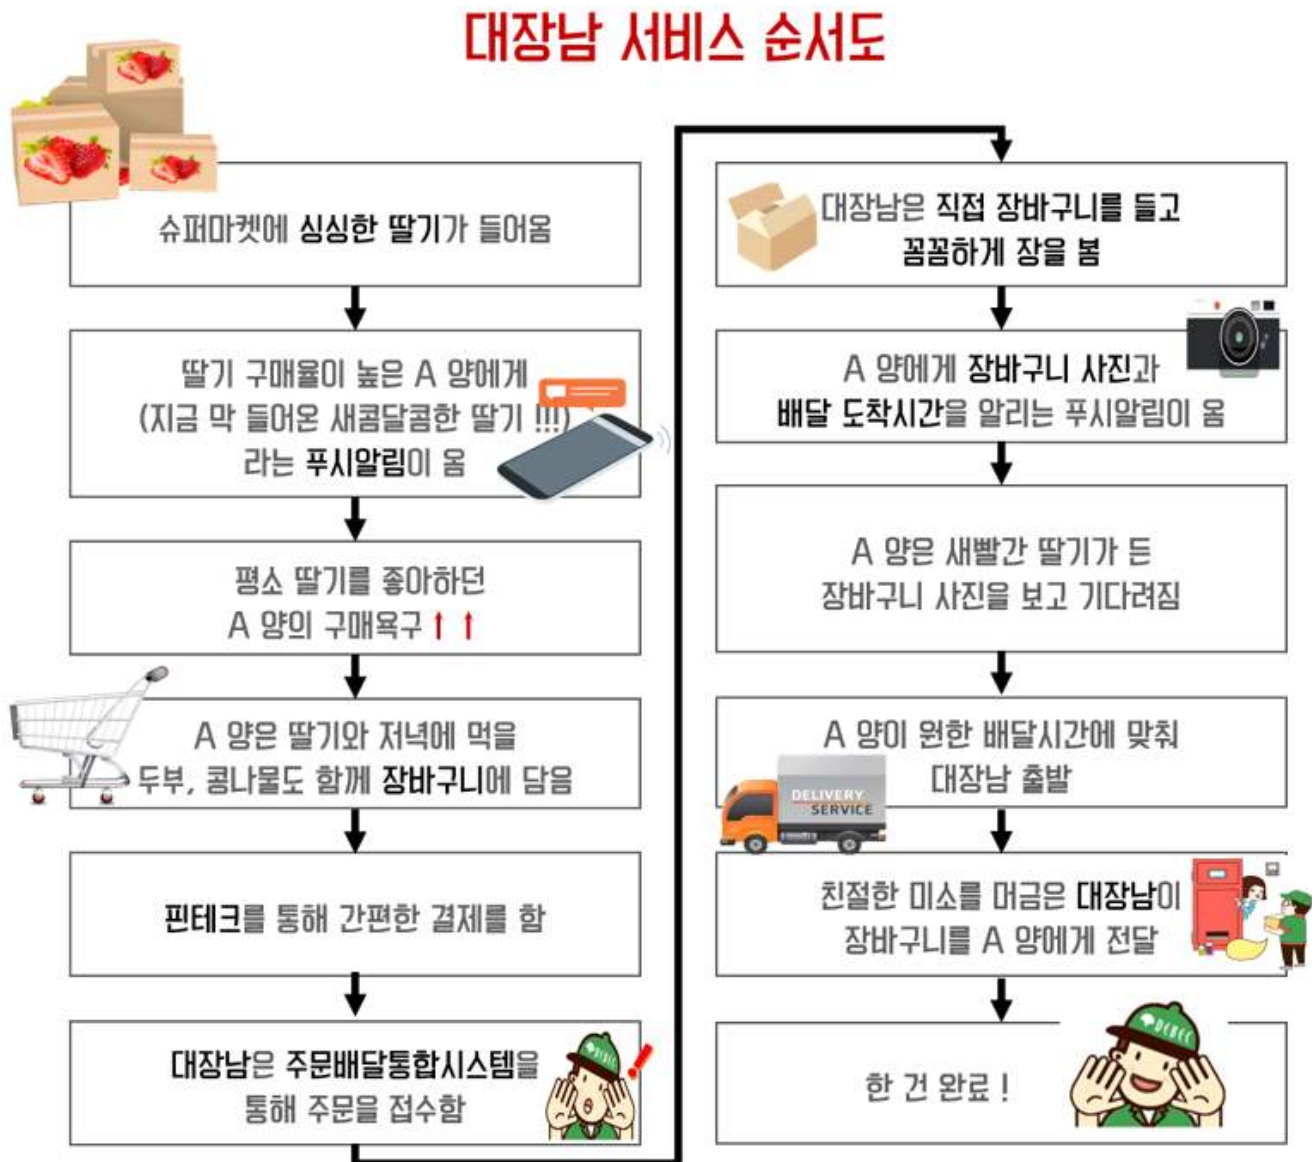 대장남 서비스 순서도
슈퍼마켓에 싱싱한 딸기가 들어옴
딸기 구매율이 높은 A 양에게
(지금 막 들어온 새콤달콤한 딸기 !!!)
라는 푸시알림이 옴
평소 딸기를 좋아하던
A 양의 구매욕구 ↑ ↑
A 양은 딸기와 저녁에 먹을
두부, 콩나물도 함께 장바구니에 담음
핀테크를 통해 간편한 결제를 함
대장남은 주문배달통합시스템을
통해 주문을 접수함
대장남은 직접 장바구니를 들고
꼼꼼하게 장을 봄
A 양에게 장바구니 사진과
배달 도착시간을 알리는 푸시알림이 옴
A 양은 새빨간 딸기가 든
장바구니 사진을 보고 기다려짐
A 양이 원한 배달시간에 맞춰
대장남 출발
DELIVERY
SERVICE
친절한 미소를 머금은 대장남이
장바구니를 A 양에게 전달
한 건 완료 !